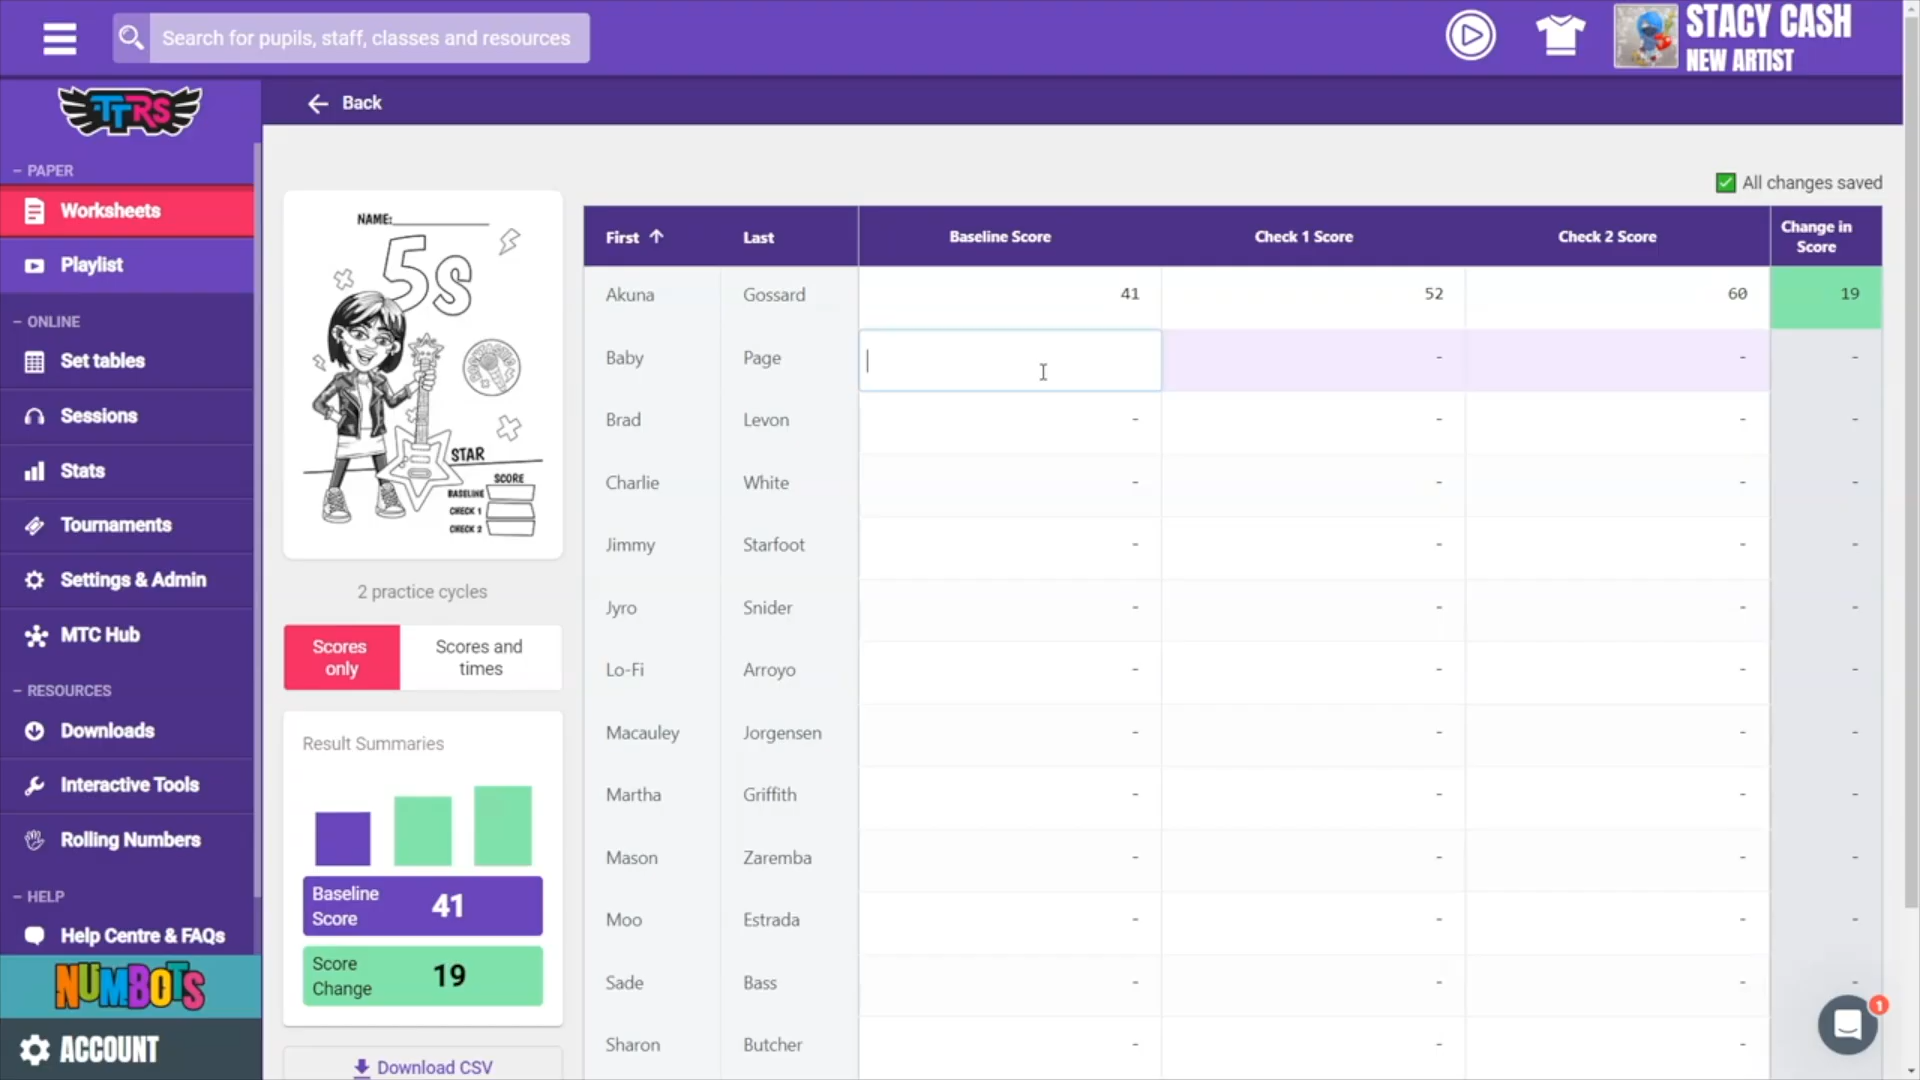 Search for pupils, staff, classes and resources
STACY CASH
NEW ARTIST
TTRS
Back
– PAPER
Worksheets
Playlist
– ONLINE
Set tables
Sessions
Stats
Tournaments
Settings & Admin
MTC Hub
– RESOURCES
Downloads
Interactive Tools
Rolling Numbers
– HELP
Help Centre & FAQs
NUMBOTS
ACCOUNT
NAME:
5s
STAR
SCORE
BASELINE
CHECK 1
CHECK 2
2 practice cycles
Scores only
Scores and times
Result Summaries
Baseline Score 41
Score Change 19
Download CSV
All changes saved
First Last Baseline Score Check 1 Score Check 2 Score Change in Score
Akuna Gossard 41 52 60 19
Baby Page - - -
Brad Levon - - - -
Charlie White - - - -
Jimmy Starfoot - - - -
Jyro Snider - - - -
Lo-Fi Arroyo - - - -
Macauley Jorgensen - - - -
Martha Griffith - - - -
Mason Zaremba - - - -
Moo Estrada - - - -
Sade Bass - - - -
Sharon Butcher - - -
1